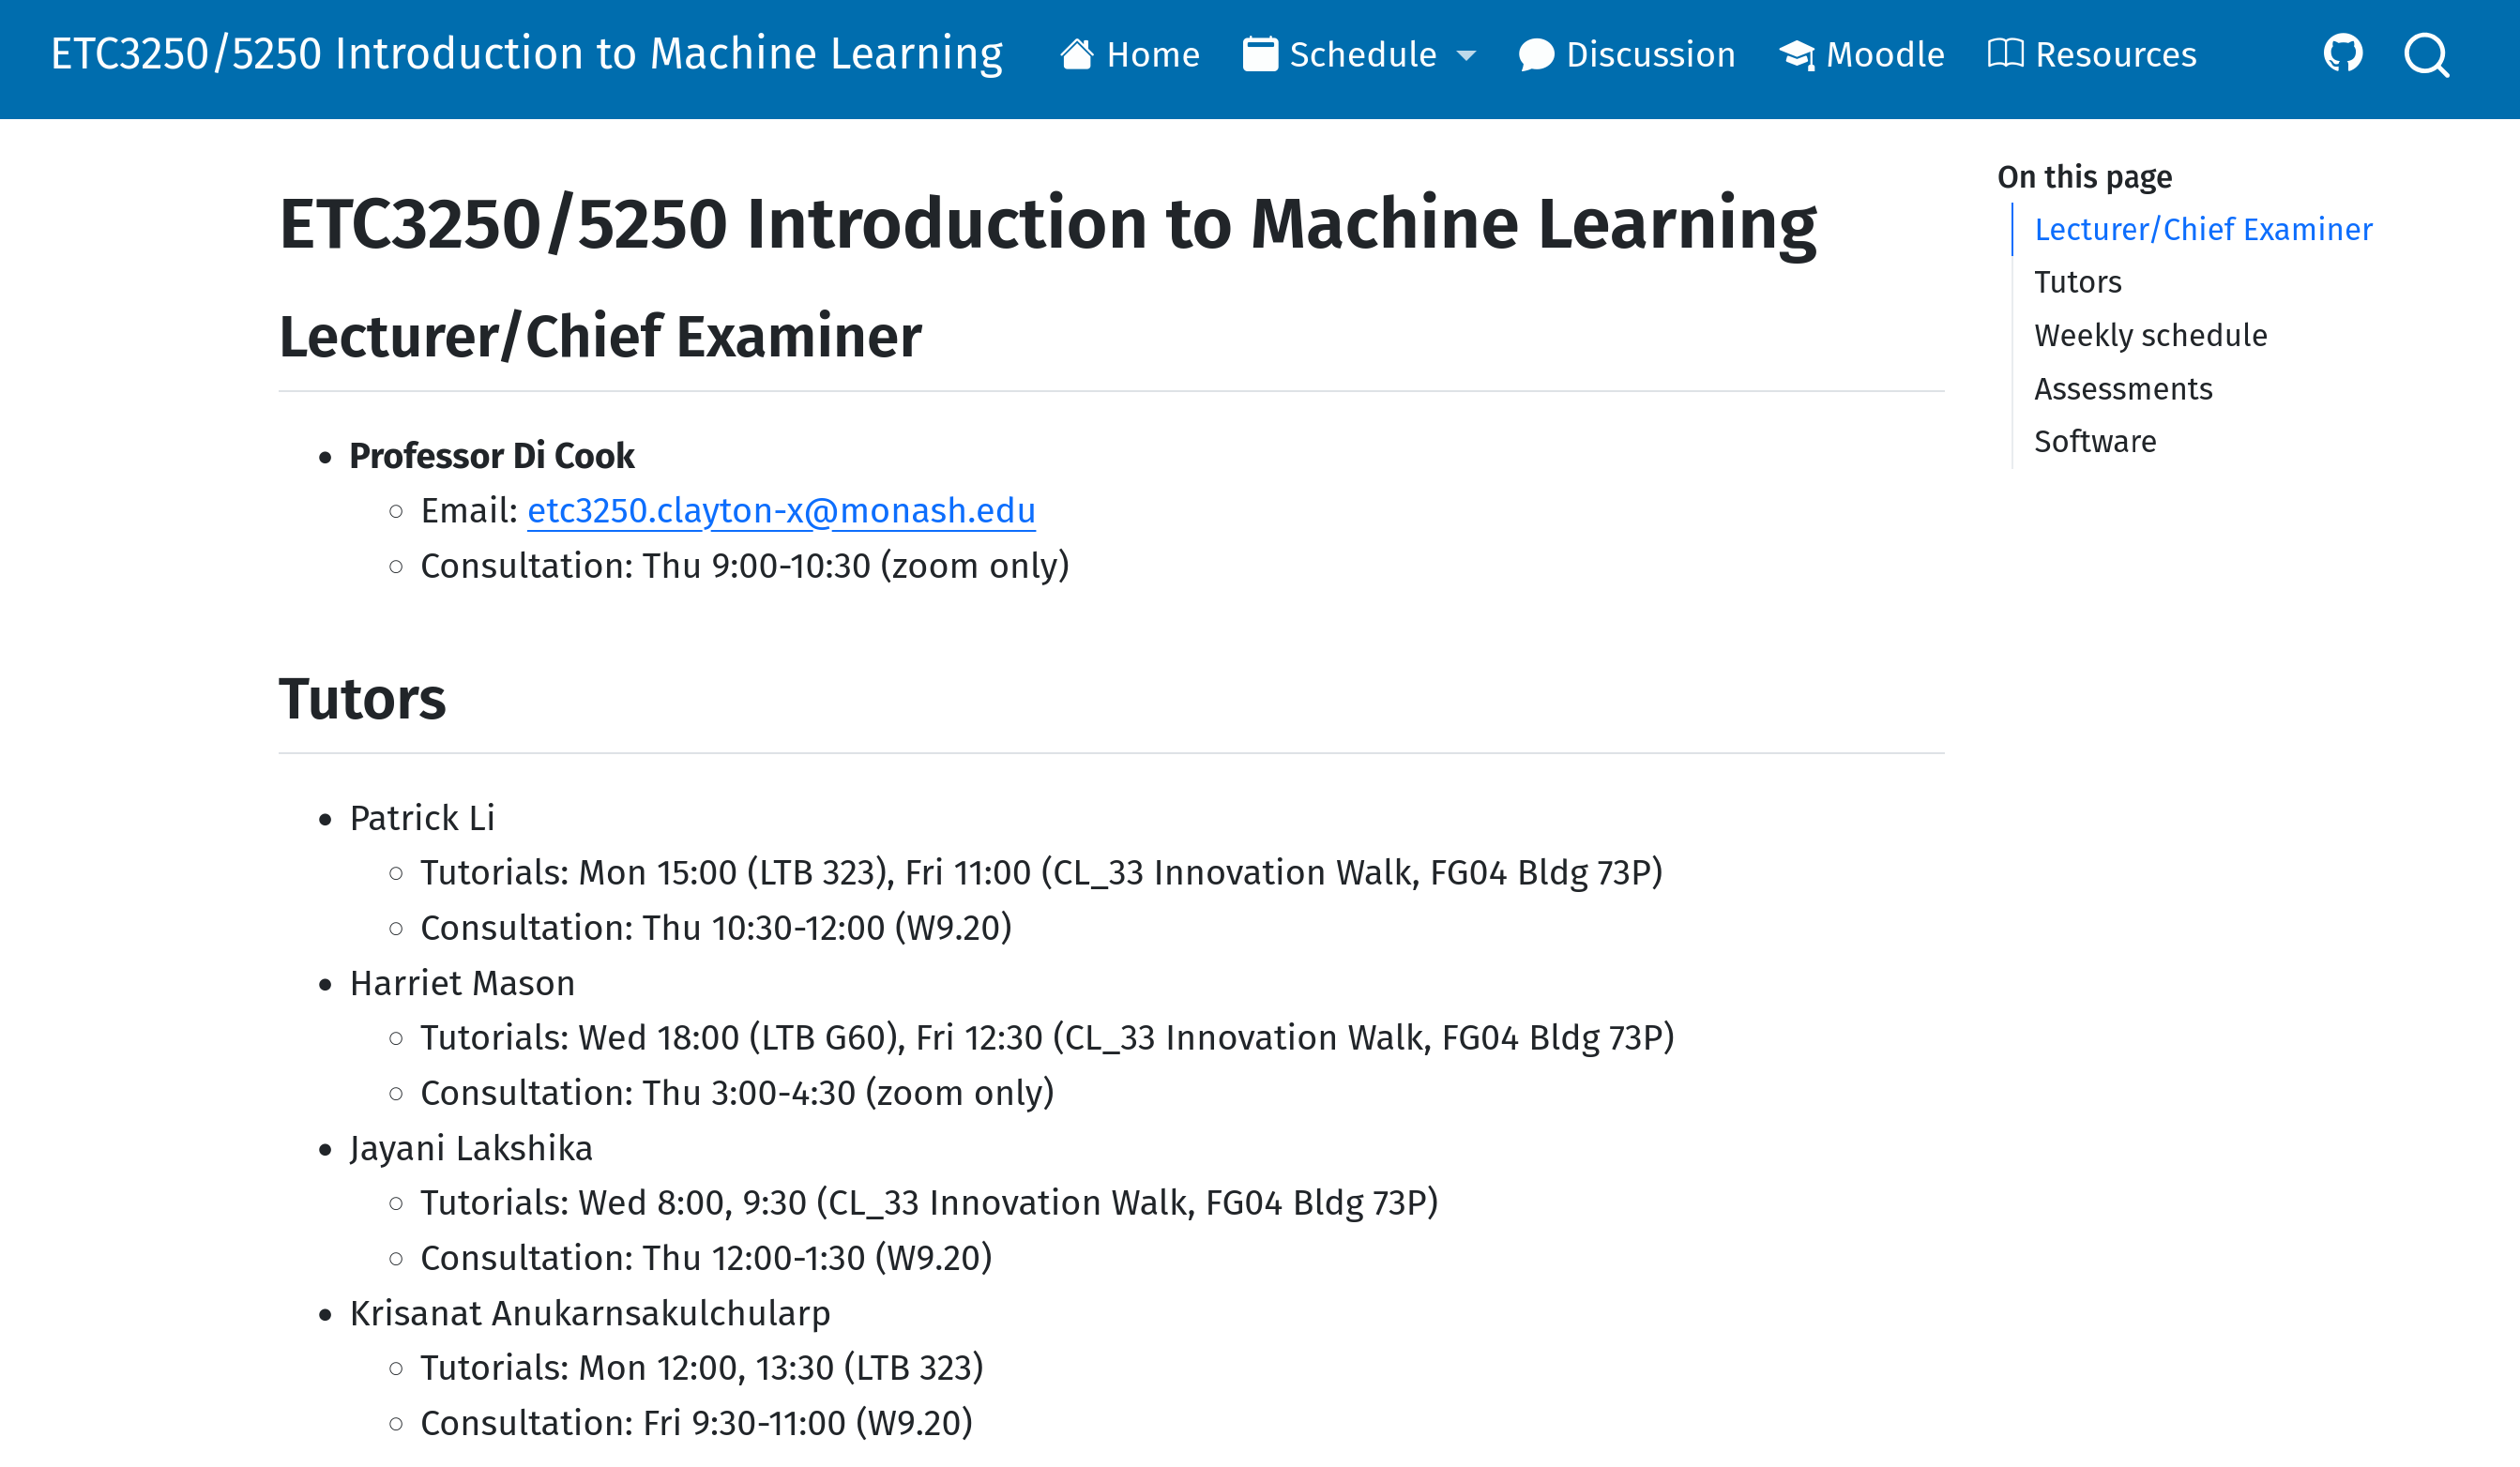 ETC3250/5250 Introduction to Machine Learning Home Schedule Discussion Moodle Resources
ETC3250/5250 Introduction to Machine Learning
Lecturer/Chief Examiner
Professor Di Cook
Email: etc3250.clayton-x@monash.edu
Consultation: Thu 9:00-10:30 (zoom only)
Tutors
Patrick Li
Tutorials: Mon 15:00 (LTB 323), Fri 11:00 (CL_33 Innovation Walk, FG04 Bldg 73P)
Consultation: Thu 10:30-12:00 (W9.20)
Harriet Mason
Tutorials: Wed 18:00 (LTB G60), Fri 12:30 (CL_33 Innovation Walk, FG04 Bldg 73P)
Consultation: Thu 3:00-4:30 (zoom only)
Jayani Lakshika
Tutorials: Wed 8:00, 9:30 (CL_33 Innovation Walk, FG04 Bldg 73P)
Consultation: Thu 12:00-1:30 (W9.20)
Krisanat Anukarnsakulchularp
Tutorials: Mon 12:00, 13:30 (LTB 323)
Consultation: Fri 9:30-11:00 (W9.20)
On this page
Lecturer/Chief Examiner
Tutors
Weekly schedule
Assessments
Software